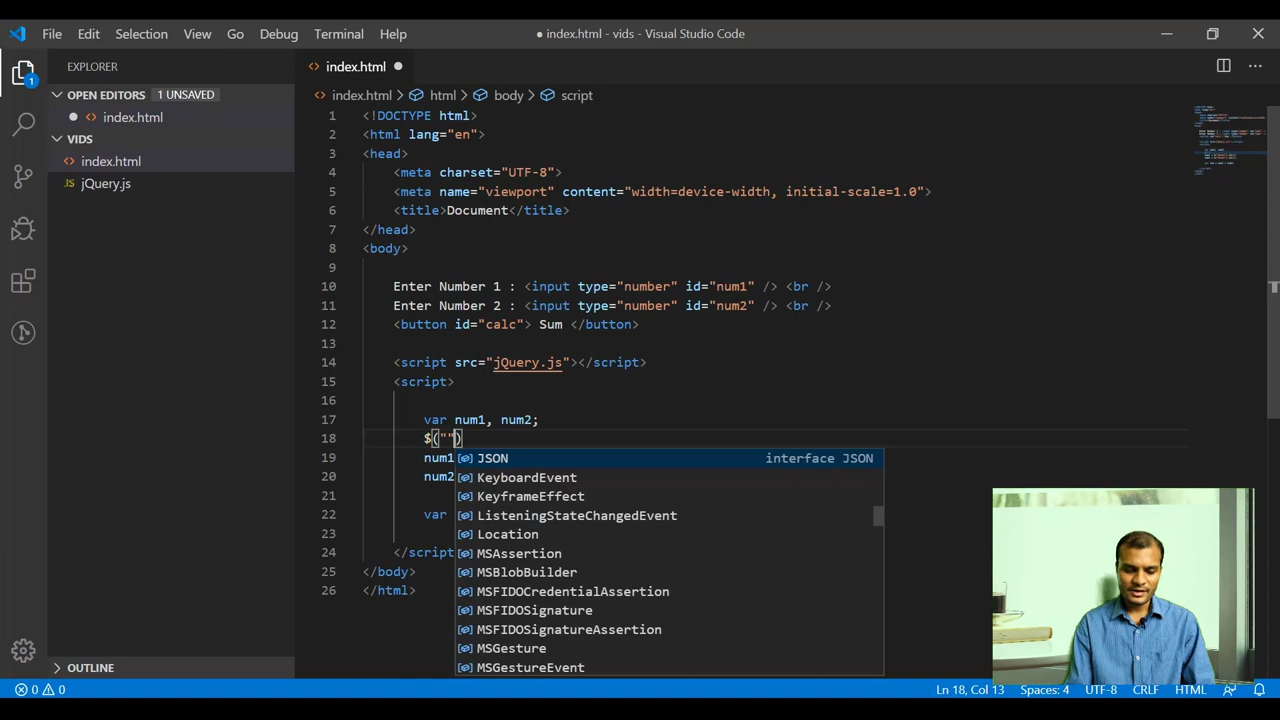 File Edit Selection View Go Debug Terminal Help
● index.html - vids - Visual Studio Code
EXPLORER
OPEN EDITORS 1 UNSAVED
index.html
VIDS
index.html
JS jQuery.js
OUTLINE
1
index.html
index.html > html > body > script
1 <!DOCTYPE html>
2 <html lang="en">
3 <head>
4 <meta charset="UTF-8">
5 <meta name="viewport" content="width=device-width, initial-scale=1.0">
6 <title>Document</title>
7 </head>
8 <body>
9
10 Enter Number 1 : <input type="number" id="num1" /> <br />
11 Enter Number 2 : <input type="number" id="num2" /> <br />
12 <button id="calc"> Sum </button>
13
14 <script src="jQuery.js"></script>
15 <script>
16
17 var num1, num2;
18 $("")
19 num1
20 num2
21
22 var
23
24 </script
25 </body>
26 </html>
JSON interface JSON
KeyboardEvent
KeyframeEffect
ListeningStateChangedEvent
Location
MSAssertion
MSBlobBuilder
MSFIDOCredentialAssertion
MSFIDOSignature
MSFIDOSignatureAssertion
MSGesture
MSGestureEvent
0 0 Ln 18, Col 13 Spaces: 4 UTF-8 CRLF HTML